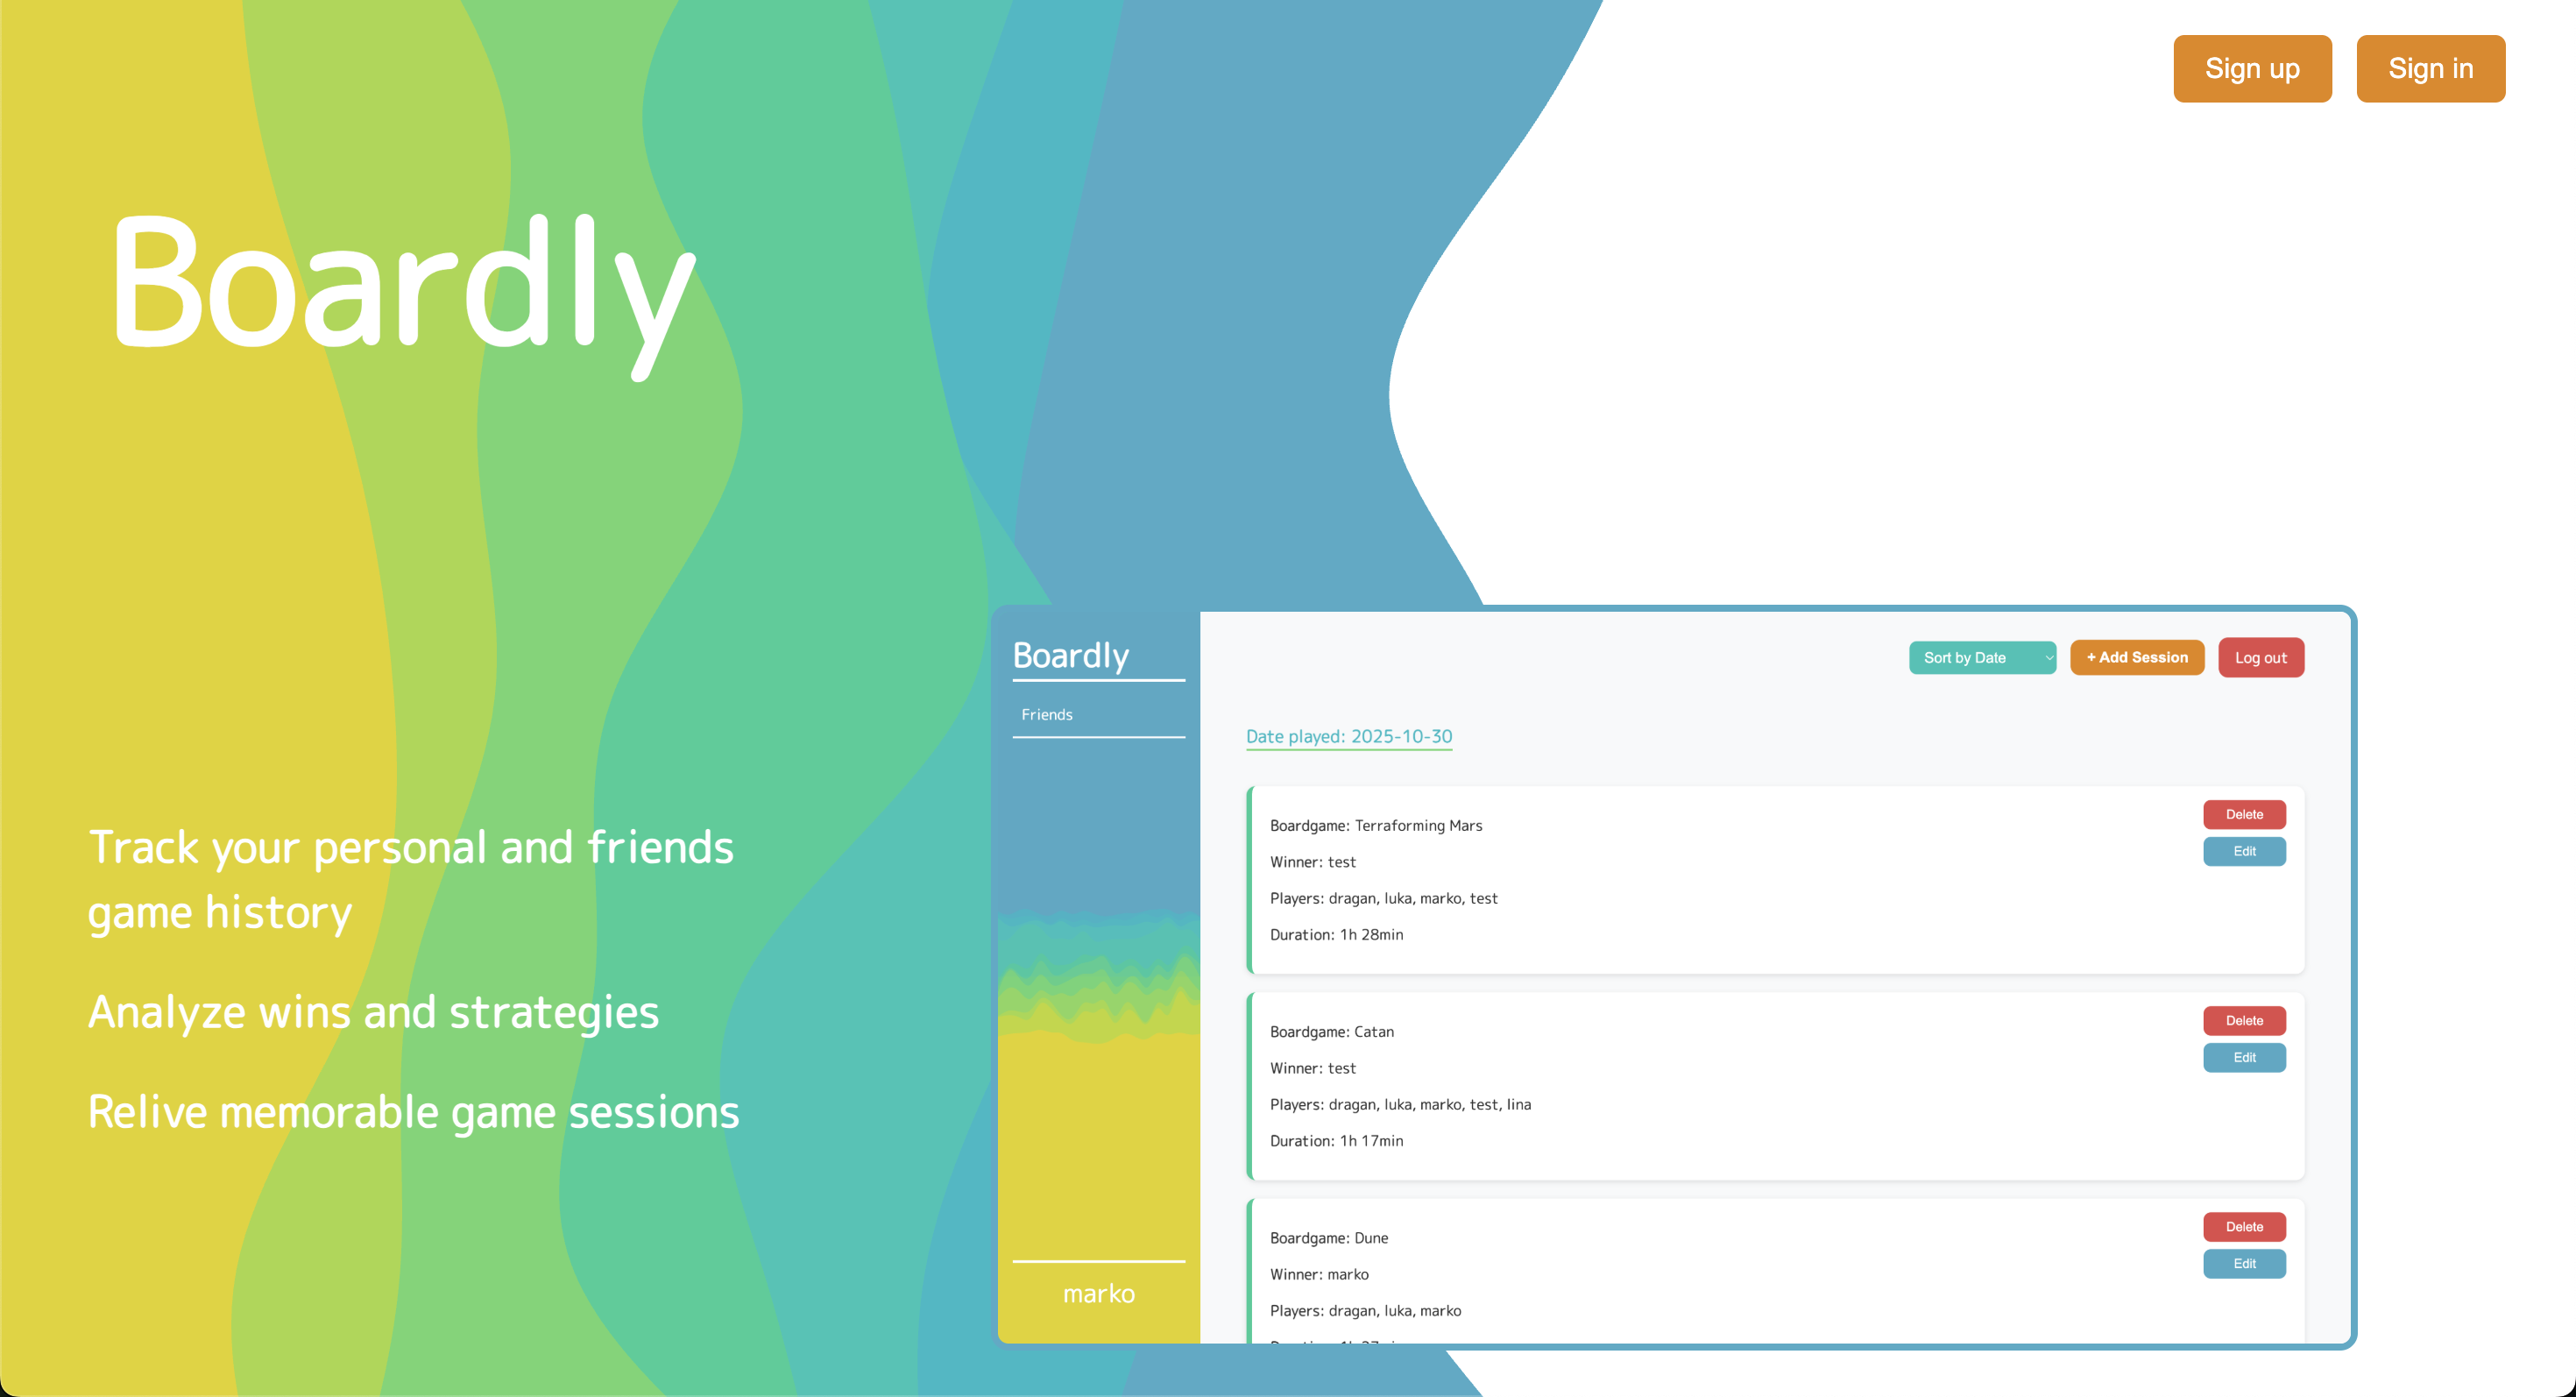 Sign up
Sign in
Boardly
Track your personal and friends
game history
Analyze wins and strategies
Relive memorable game sessions
Boardly
Friends
marko
Sort by Date
+ Add Session
Log out
Date played: 2025-10-30
Boardgame: Terraforming Mars
Winner: test
Players: dragan, luka, marko, test
Duration: 1h 28min
Delete
Edit
Boardgame: Catan
Winner: test
Players: dragan, luka, marko, test, lina
Duration: 1h 17min
Delete
Edit
Boardgame: Dune
Winner: marko
Players: dragan, luka, marko
Delete
Edit